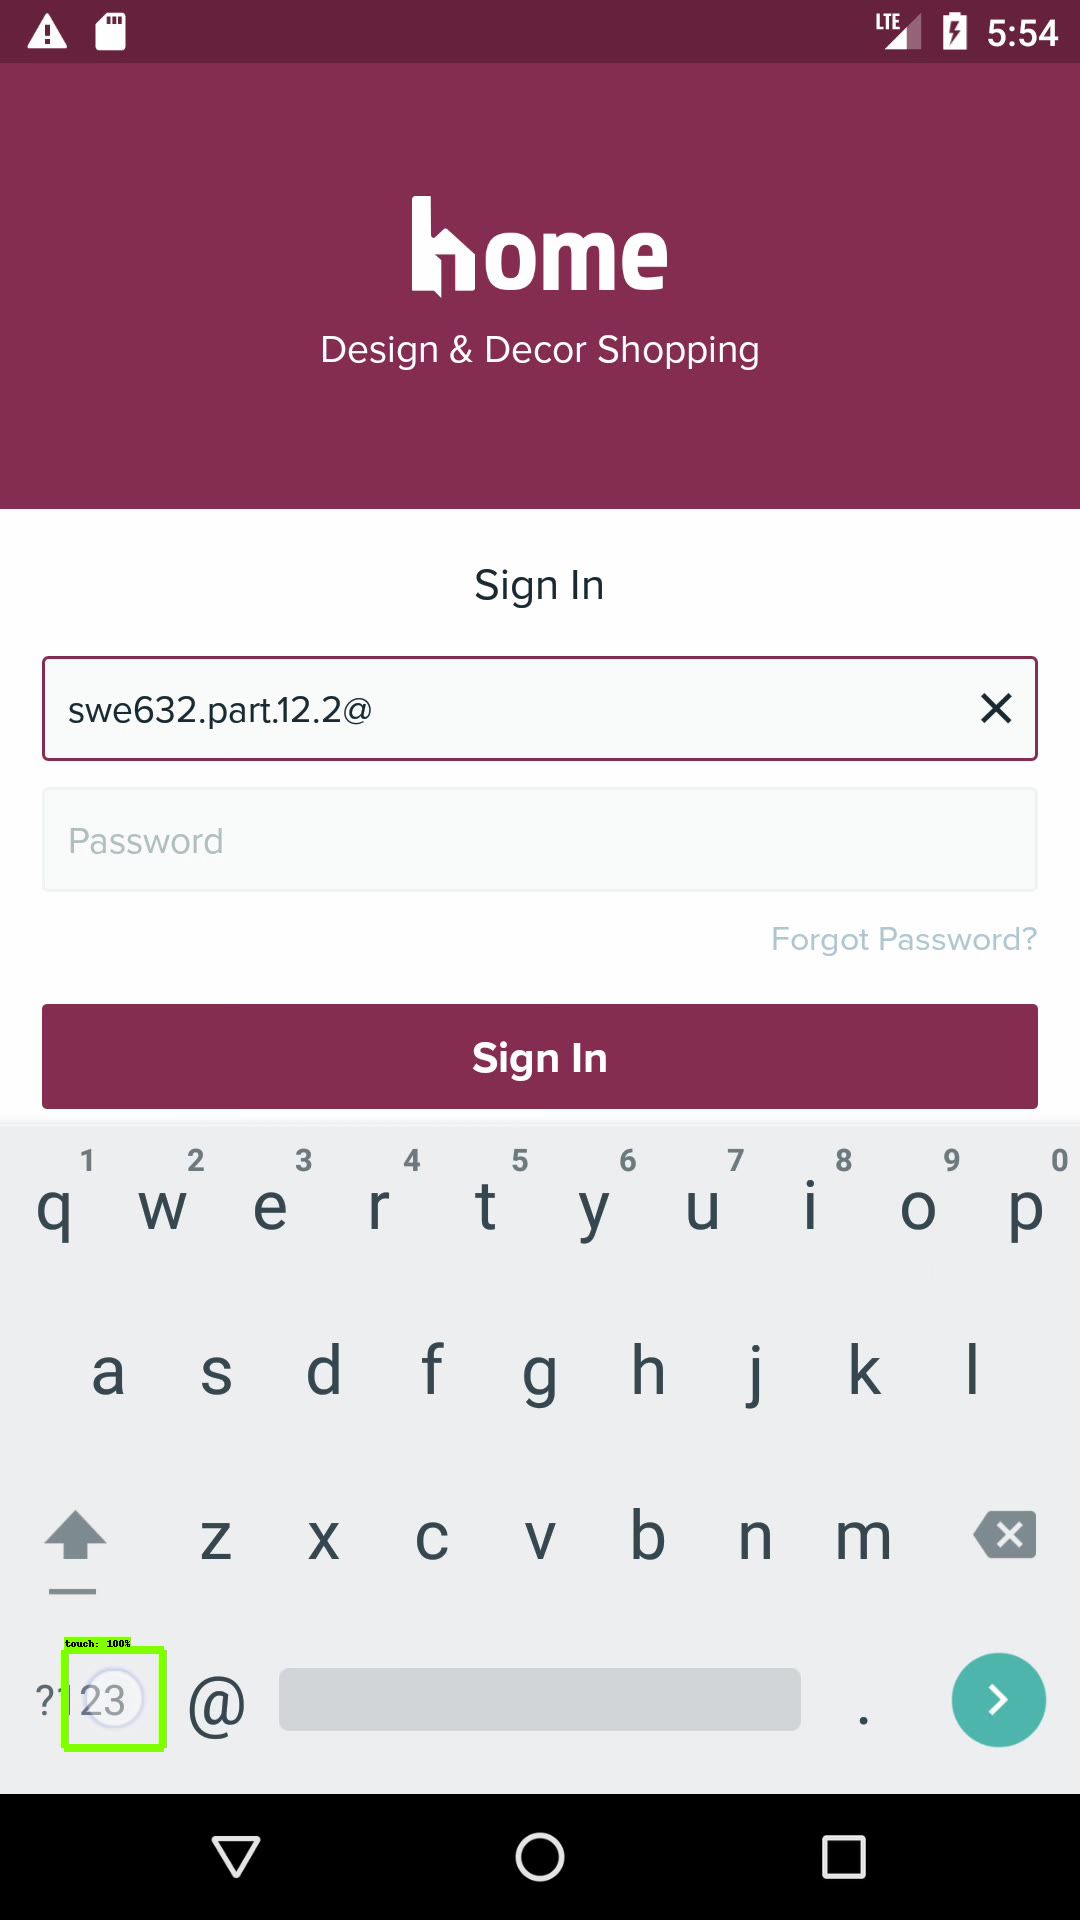 LTE 5:54
home
Design & Decor Shopping
Sign In
swe632.part.12.2@
Password
Forgot Password?
Sign In
1 2 3 4 5 6 7 8 9 0
q w e r t y u i o p
a s d f g h j k l
z x c v b n m
touch: 100%
?123 @ .